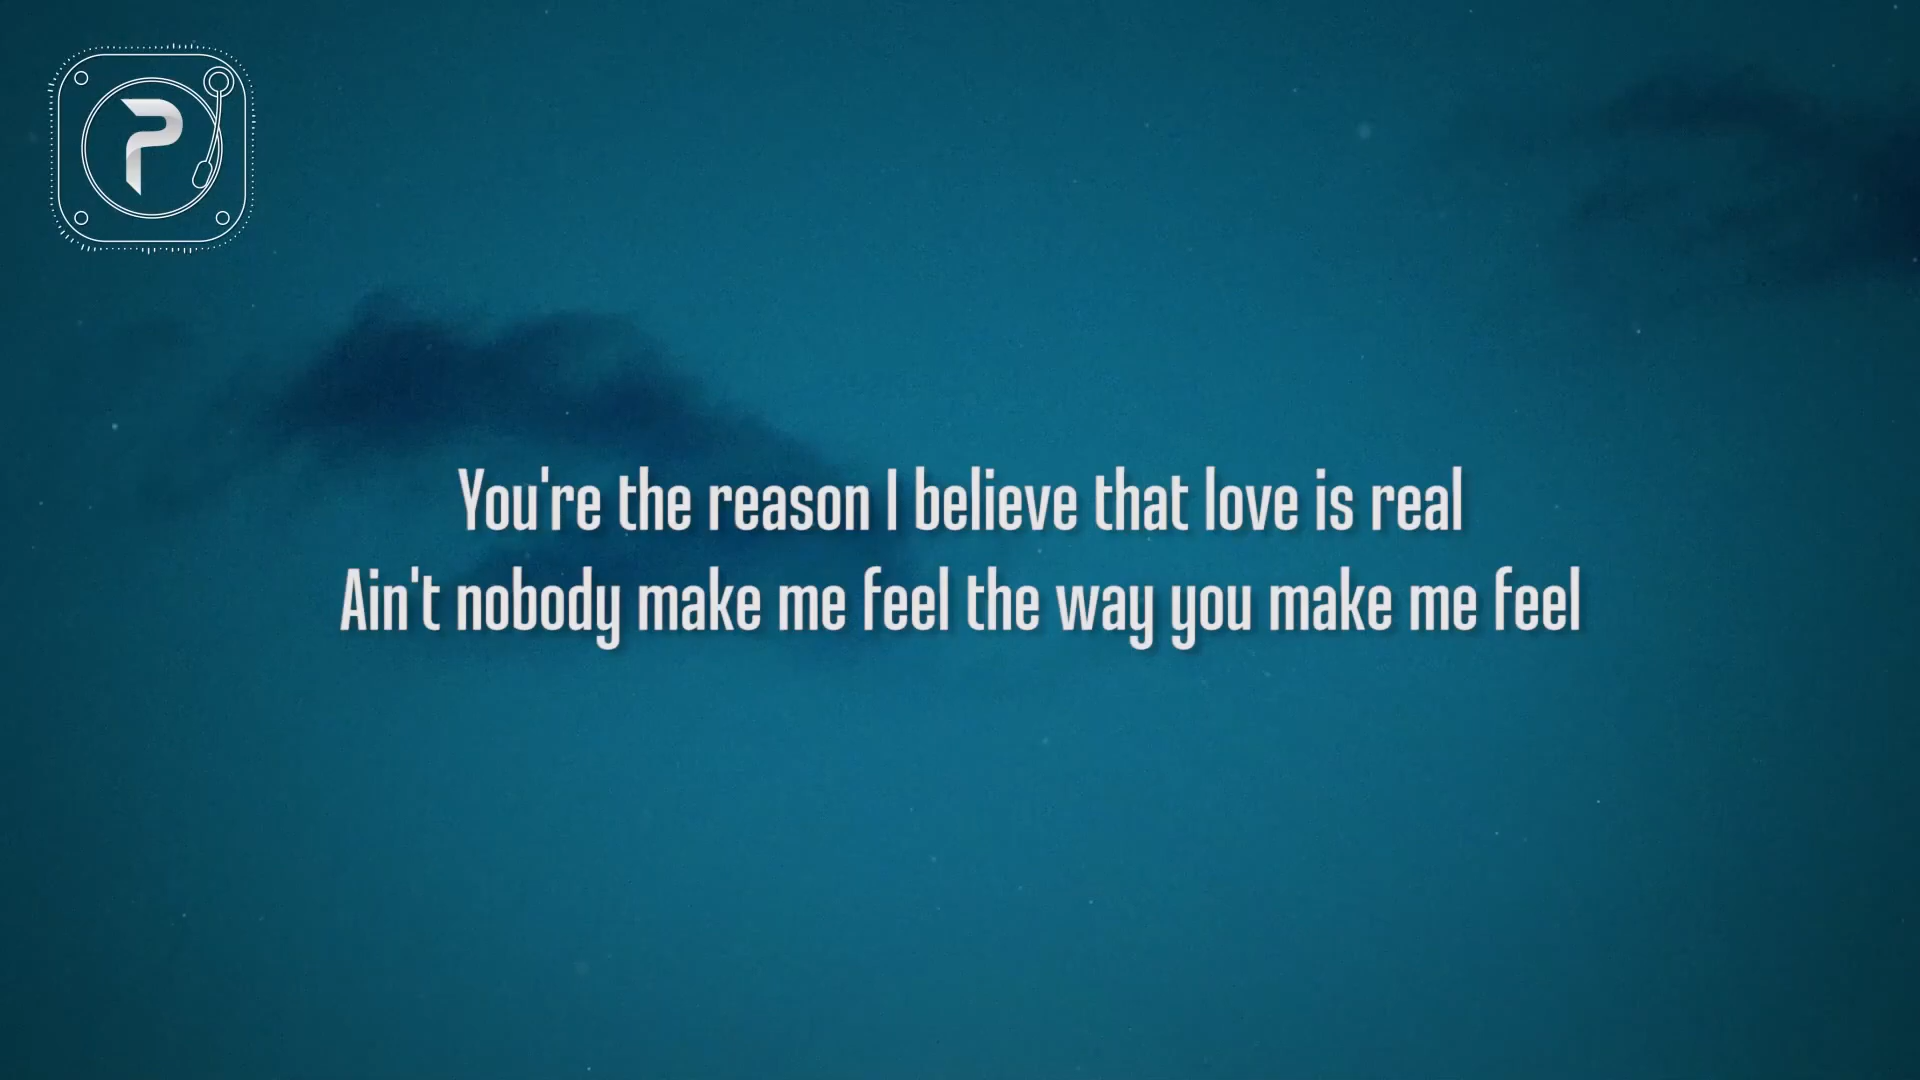 P
You're the reason I believe that love is real
Ain't nobody make me feel the way you make me feel